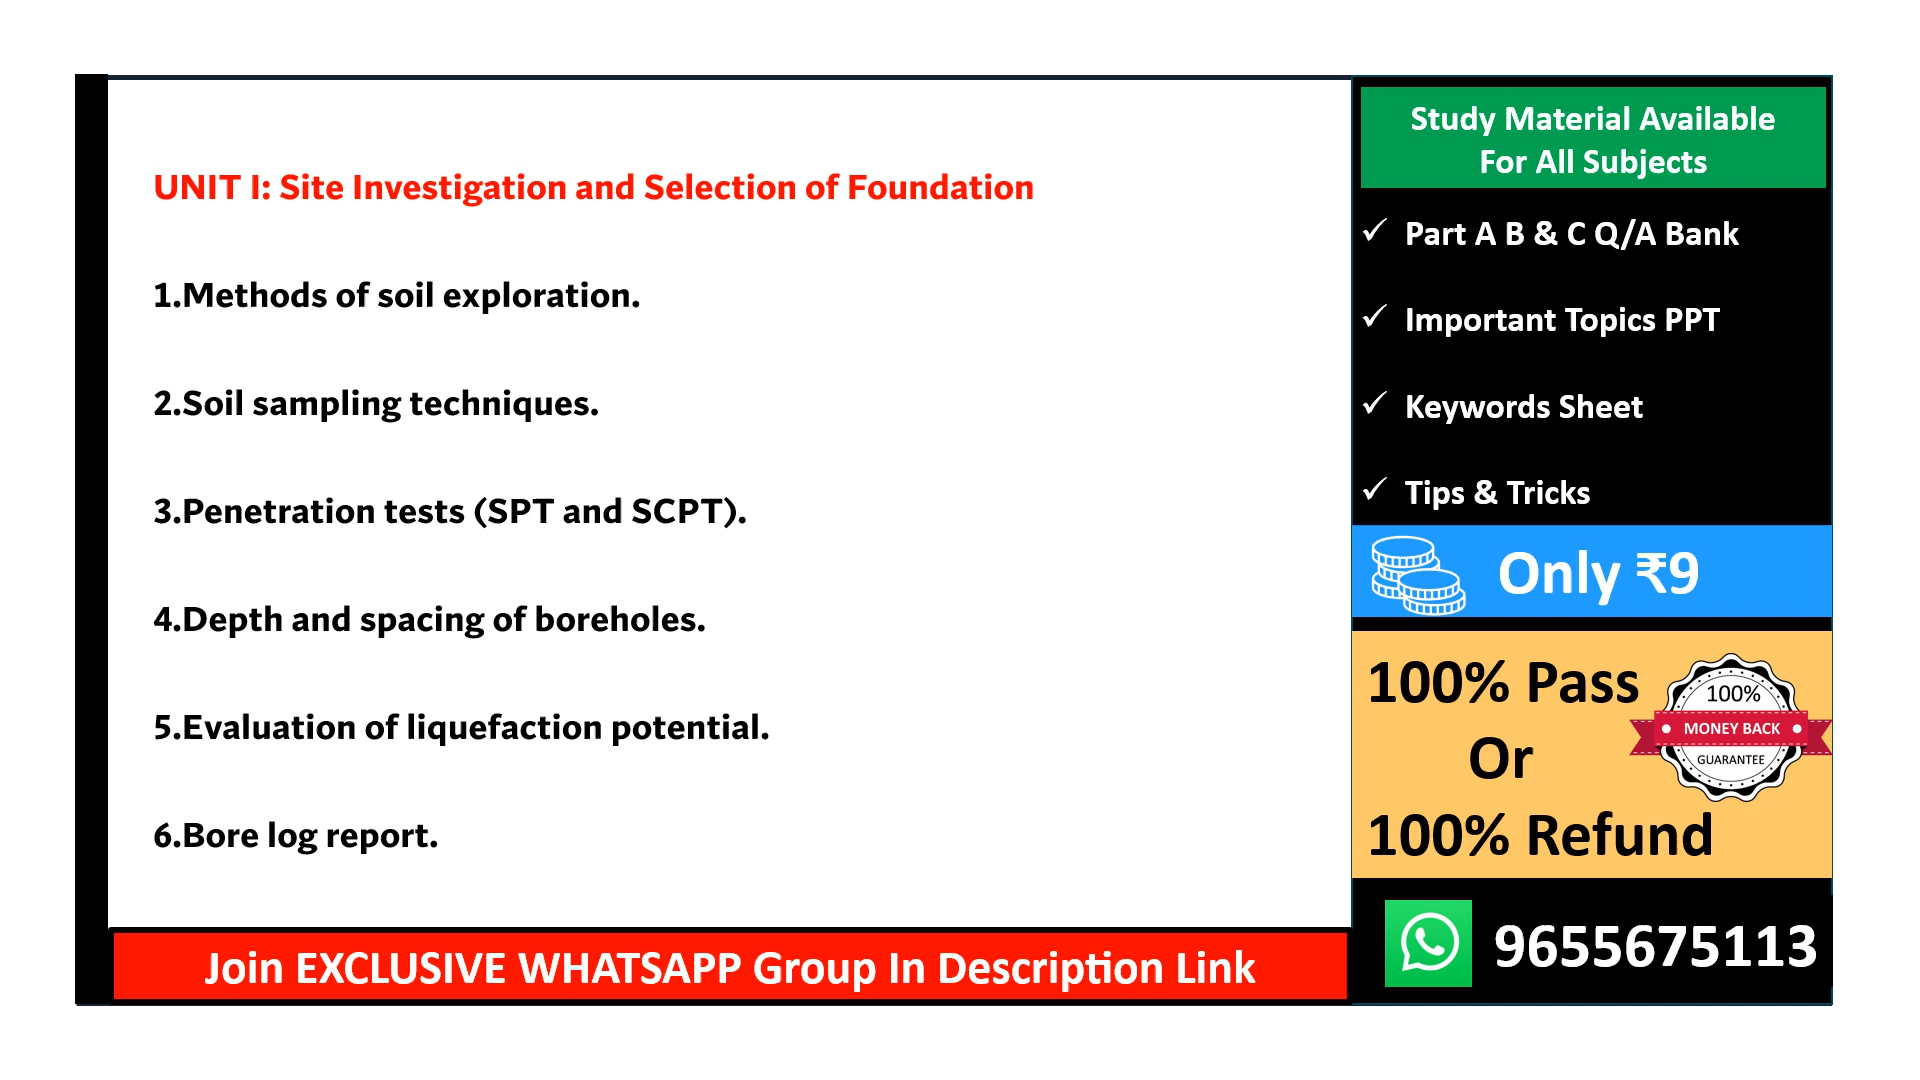 UNIT I: Site Investigation and Selection of Foundation
1.Methods of soil exploration.
2.Soil sampling techniques.
3.Penetration tests (SPT and SCPT).
4.Depth and spacing of boreholes.
5.Evaluation of liquefaction potential.
6.Bore log report.
Join EXCLUSIVE WHATSAPP Group In Description Link
Study Material Available
For All Subjects
✓ Part A B & C Q/A Bank
✓ Important Topics PPT
✓ Keywords Sheet
✓ Tips & Tricks
Only ₹9
100% Pass
Or
100% Refund
100%
MONEY BACK
GUARANTEE
9655675113